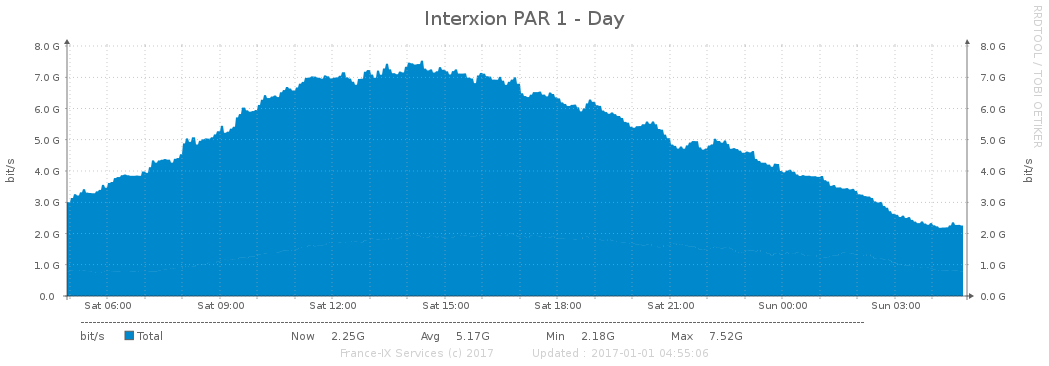 Interxion PAR 1 - Day
RRDTOOL / TOBI OETIKER
bit/s
8.0 G 8.0 G
7.0 G 7.0 G
6.0 G 6.0 G
5.0 G 5.0 G
4.0 G 4.0 G
3.0 G 3.0 G
2.0 G 2.0 G
1.0 G 1.0 G
0.0 0.0 G
bit/s
Sat 06:00 Sat 09:00 Sat 12:00 Sat 15:00 Sat 18:00 Sat 21:00 Sun 00:00 Sun 03:00
bit/s Total Now 2.25G Avg 5.17G Min 2.18G Max 7.52G
France-IX Services (c) 2017 Updated : 2017-01-01 04:55:06